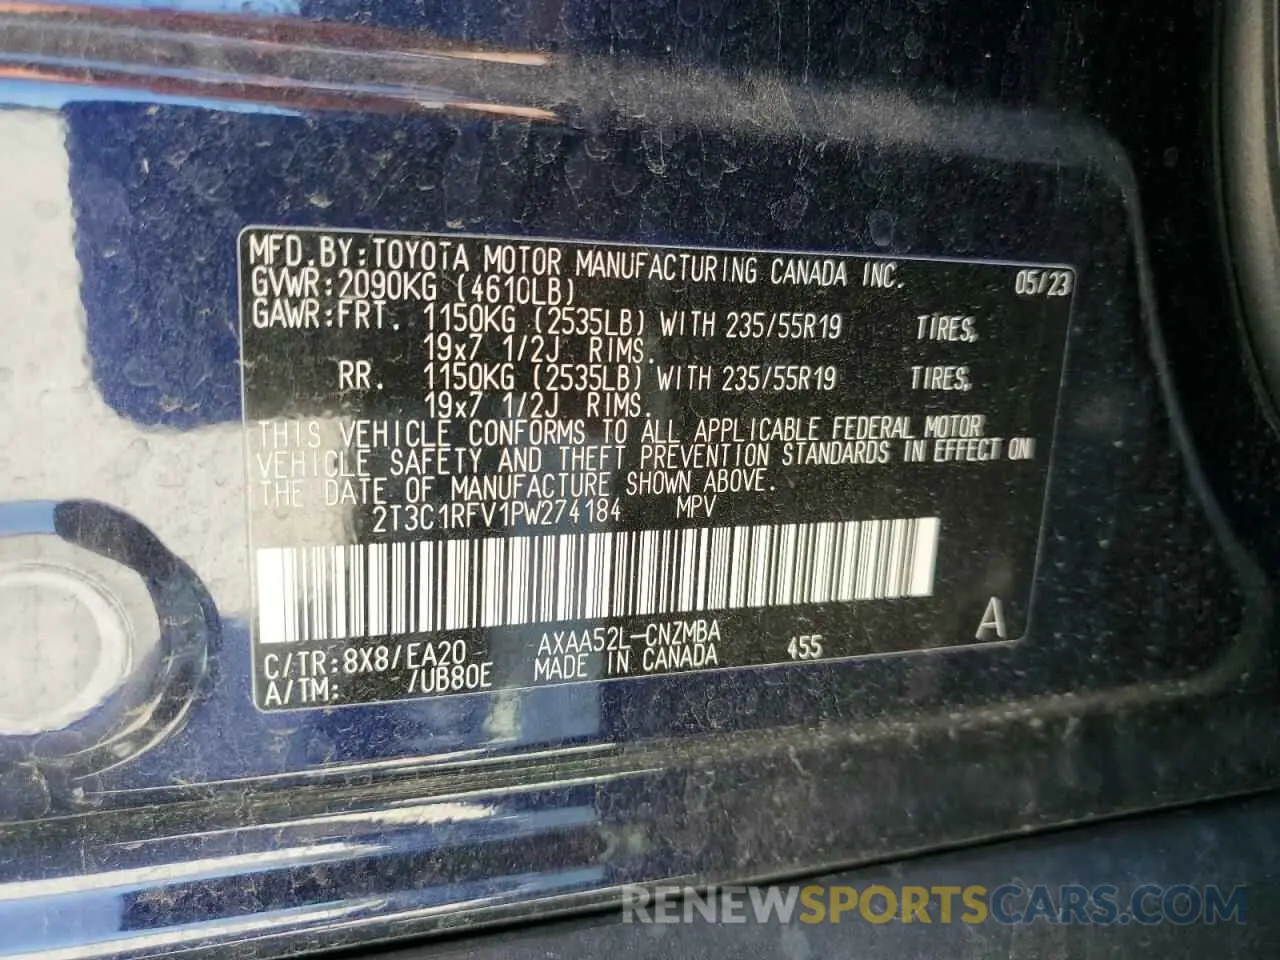 MFD.BY:TOYOTA MOTOR MANUFACTURING CANADA INC. 05/23
GVWR:2090KG (4610LB)
GAWR:FRT. 1150KG (2535LB) WITH 235/55R19 TIRES,
19x7 1/2J RIMS.
RR. 1150KG (2535LB) WITH 235/55R19 TIRES,
19x7 1/2J RIMS.
THIS VEHICLE CONFORMS TO ALL APPLICABLE FEDERAL MOTOR
VEHICLE SAFETY AND THEFT PREVENTION STANDARDS IN EFFECT ON
THE DATE OF MANUFACTURE SHOWN ABOVE.
2T3C1RFV1PW274184 MPV
C/TR:8X8/EA20 AXAA52L-CNZMBA 455 A
A/TM: /UB80E MADE IN CANADA
RENEWSPORTSCARS.COM